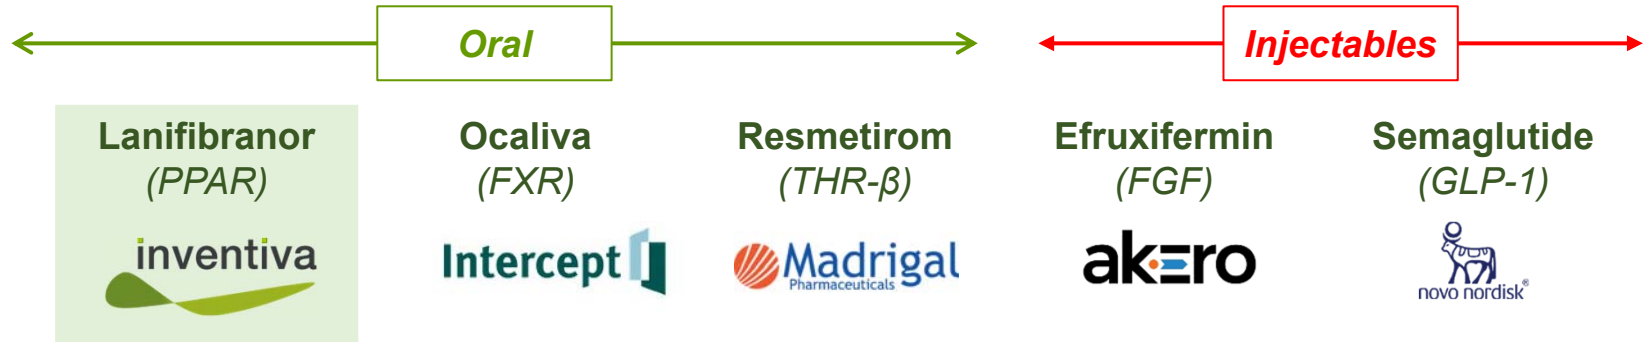 Oral
Injectables
Lanifibranor
(PPAR)
inventiva
Ocaliva
(FXR)
Intercept
Resmetirom
(THR-β)
Madrigal
Pharmaceuticals
Efruxifermin
(FGF)
akero
Semaglutide
(GLP-1)
novo nordisk®